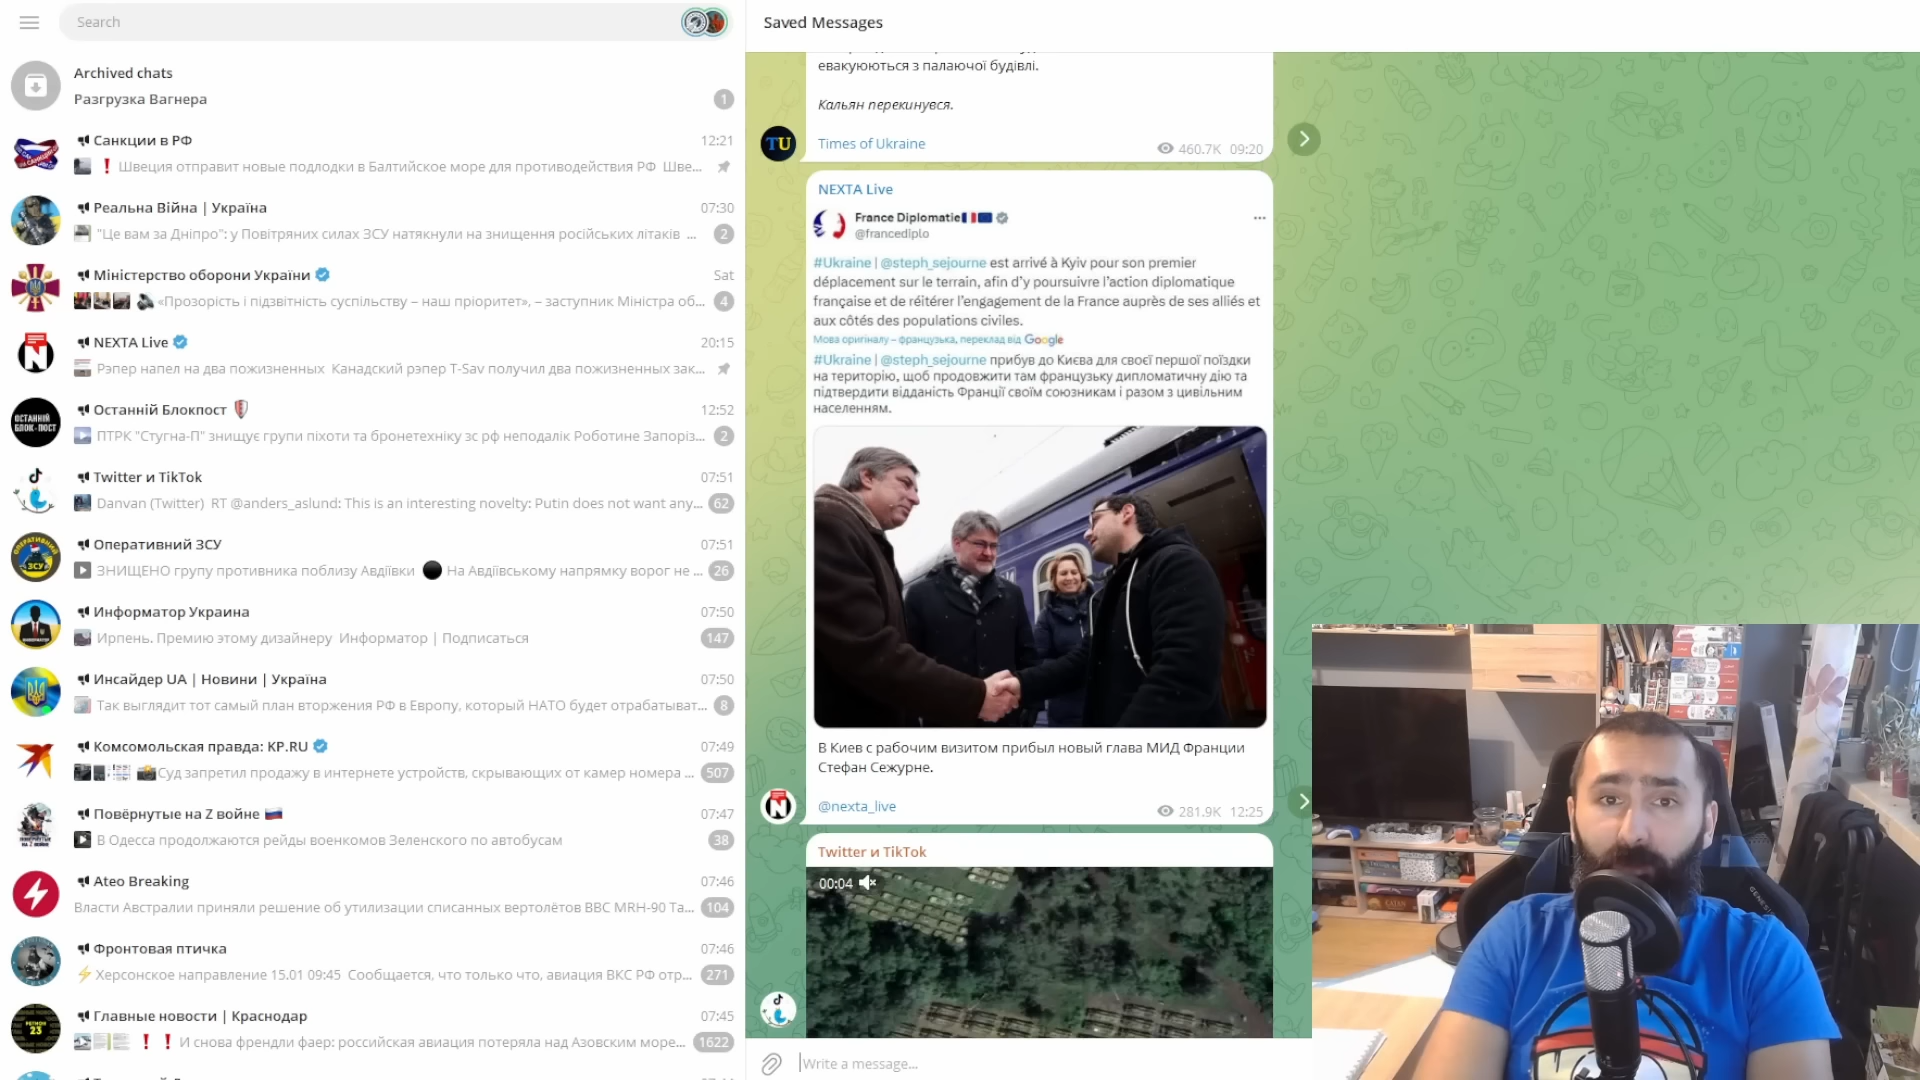 Search
Archived chats
Разгрузка Вагнера
1
Санкции в РФ
12:21
❗ Швеция отправит новые подлодки в Балтийское море для противодействия РФ Шве...
Реальна Війна | Україна
07:30
"Це вам за Дніпро": у Повітряних силах ЗСУ натякнули на знищення російських літаків ...
2
Міністерство оборони України
Sat
«Прозорість і підзвітність суспільству – наш пріоритет», – заступник Міністра об...
4
NEXTA Live
20:15
Рэпер напел на два пожизненных Канадский рэпер T-Sav получил два пожизненных зак...
ОСТАННІЙ
БЛОК-ПОСТ
Останній Блокпост
12:52
ПТРК "Стугна-П" знищує групи піхоти та бронетехніку зс рф неподалік Роботине Запоріз...
2
Twitter и TikTok
07:51
Danvan (Twitter) RT @anders_aslund: This is an interesting novelty: Putin does not want any...
62
ОПЕРАТИВНИЙ
ЗСУ
Оперативний ЗСУ
07:51
ЗНИЩЕНО групу противника поблизу Авдіївки ⚫ На Авдіївському напрямку ворог не ...
26
Информатор Украина
07:50
Ирпень. Премию этому дизайнеру Информатор | Подписаться
147
Инсайдер UA | Новини | Україна
07:50
Так выглядит тот самый план вторжения РФ в Европу, который НАТО будет отрабатыват...
8
Комсомольская правда: KP.RU
07:49
Суд запретил продажу в интернете устройств, скрывающих от камер номера ...
507
Повёрнутые на Z войне
07:47
В Одесса продолжаются рейды военкомов Зеленского по автобусам
38
Ateo Breaking
07:46
Власти Австралии приняли решение об утилизации списанных вертолётов ВВС MRH-90 Ta...
104
Фронтовая птичка
07:46
⚡Херсонское направление 15.01 09:45 Сообщается, что только что, авиация ВКС РФ отр...
271
РЕГИОН
23
Главные новости | Краснодар
07:45
❗ ❗ И снова френдли фаер: российская авиация потеряла над Азовским море...
1622
Saved Messages
евакуюються з палаючої будівлі.
Кальян перекинувся.
TU
Times of Ukraine
460.7K 09:20
NEXTA Live
France Diplomatie
@francediplo
#Ukraine | @steph_sejourne est arrivé à Kyiv pour son premier
déplacement sur le terrain, afin d’y poursuivre l’action diplomatique
française et de réitérer l’engagement de la France auprès de ses alliés et
aux côtés des populations civiles.
Мова оригіналу – французька, переклад від Google
#Ukraine | @steph_sejourne прибув до Києва для своєї першої поїздки
на територію, щоб продовжити там французьку дипломатичну дію та
підтвердити відданість Франції своїм союзникам і разом з цивільним
населенням.
В Киев с рабочим визитом прибыл новый глава МИД Франции
Стефан Сежурне.
@nexta_live
281.9K 12:25
Twitter и TikTok
00:04
Write a message...
CATAN